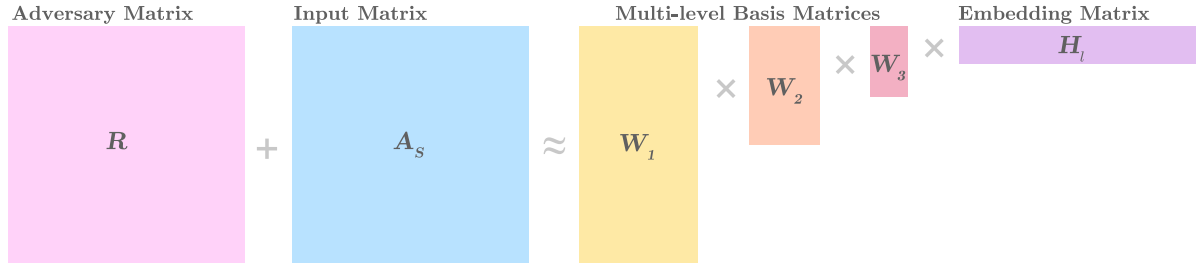 Adversary Matrix Input Matrix Multi-level Basis Matrices Embedding Matrix
R + A_S ≈ W_1 × W_2 × W_3 × H_l